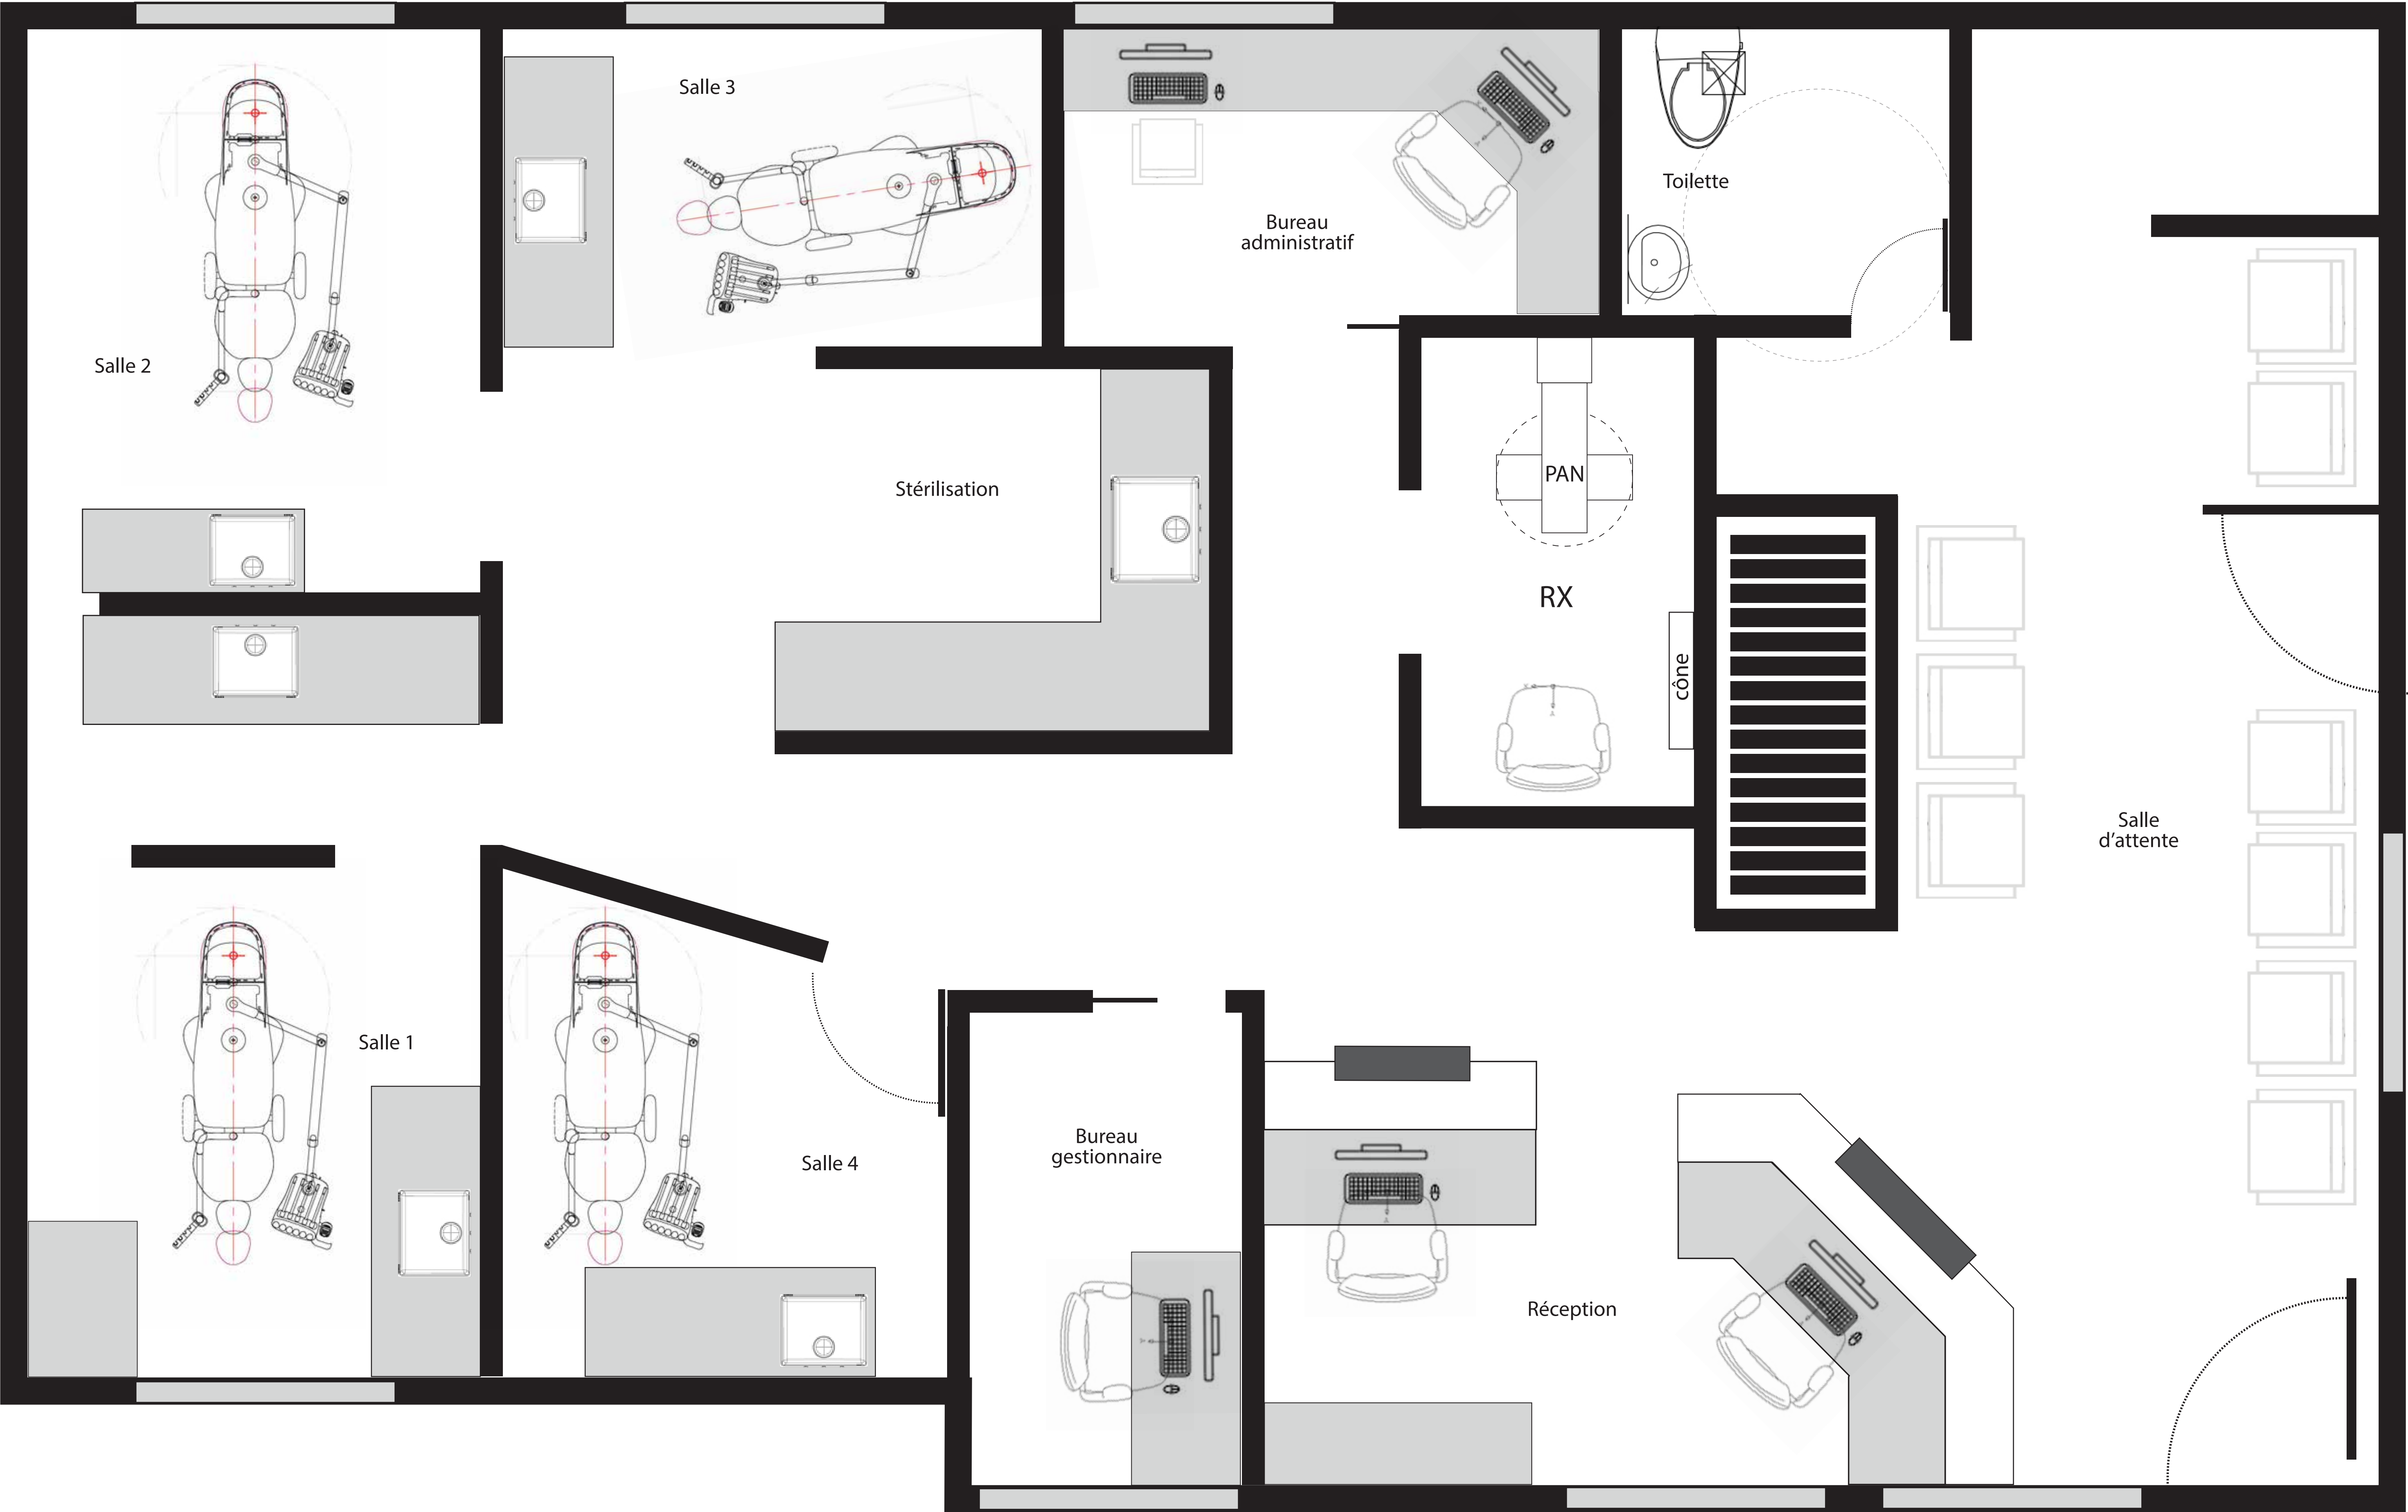 Salle 3
Salle 2
Bureau
administratif
Toilette
Stérilisation
PAN
RX
cône
Salle
d’attente
Salle 1
Salle 4
Bureau
gestionnaire
Réception